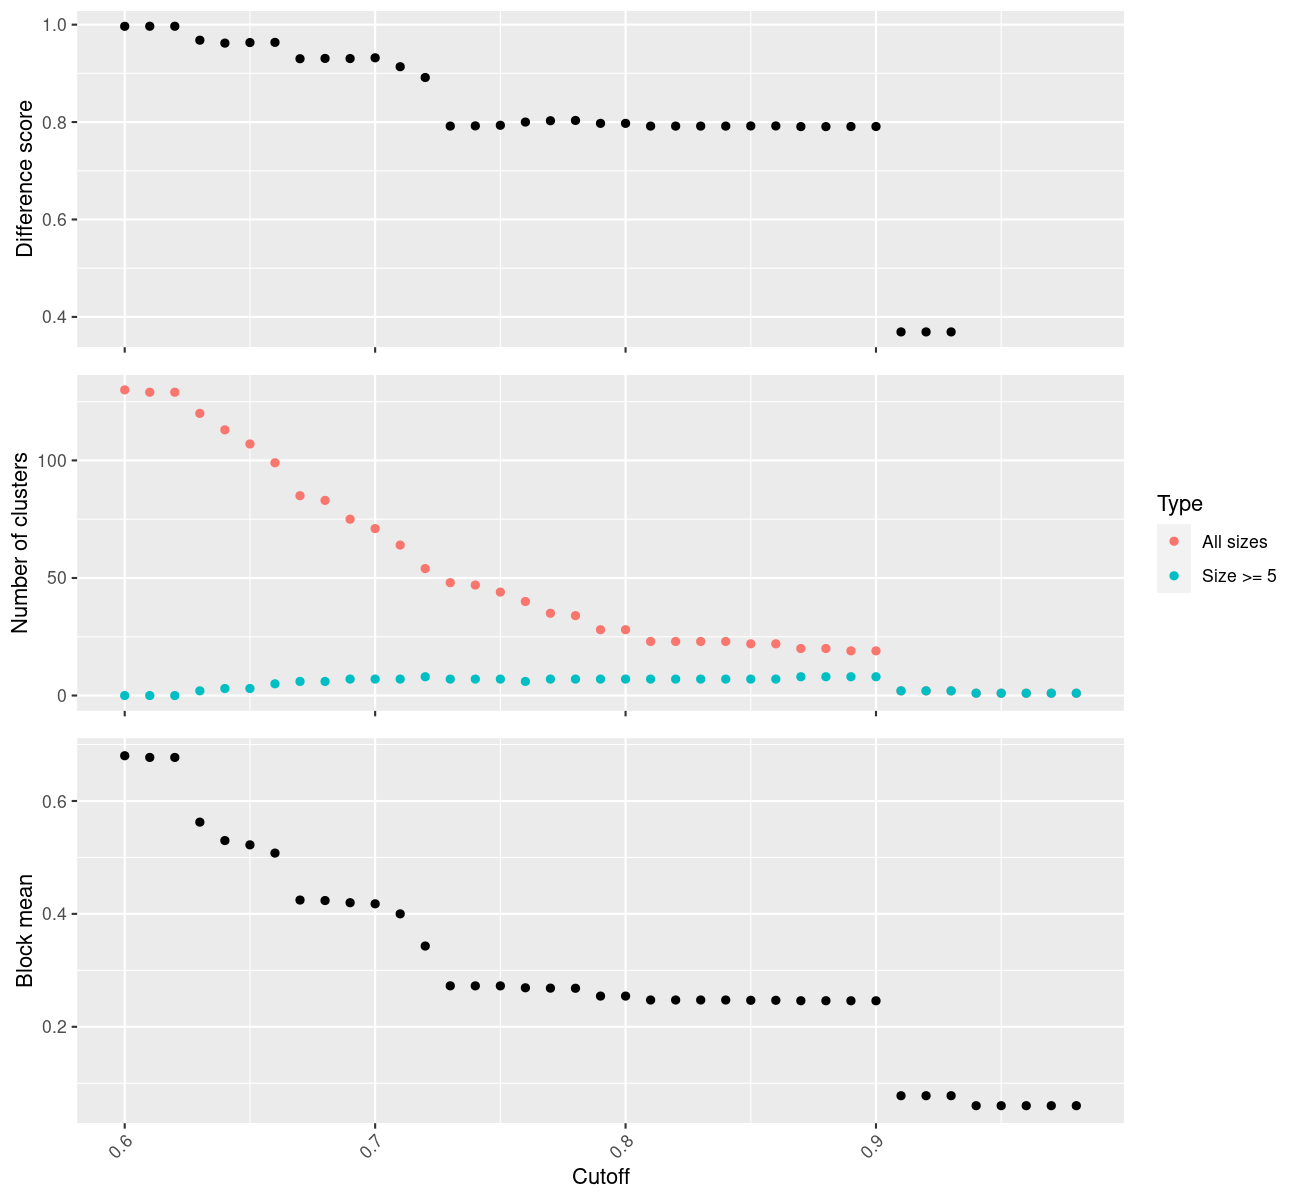 Difference score
1.0
0.8
0.6
0.4
Number of clusters
100
50
0
Type
All sizes
Size >= 5
Block mean
0.6
0.4
0.2
0.6
0.7
0.8
0.9
Cutoff